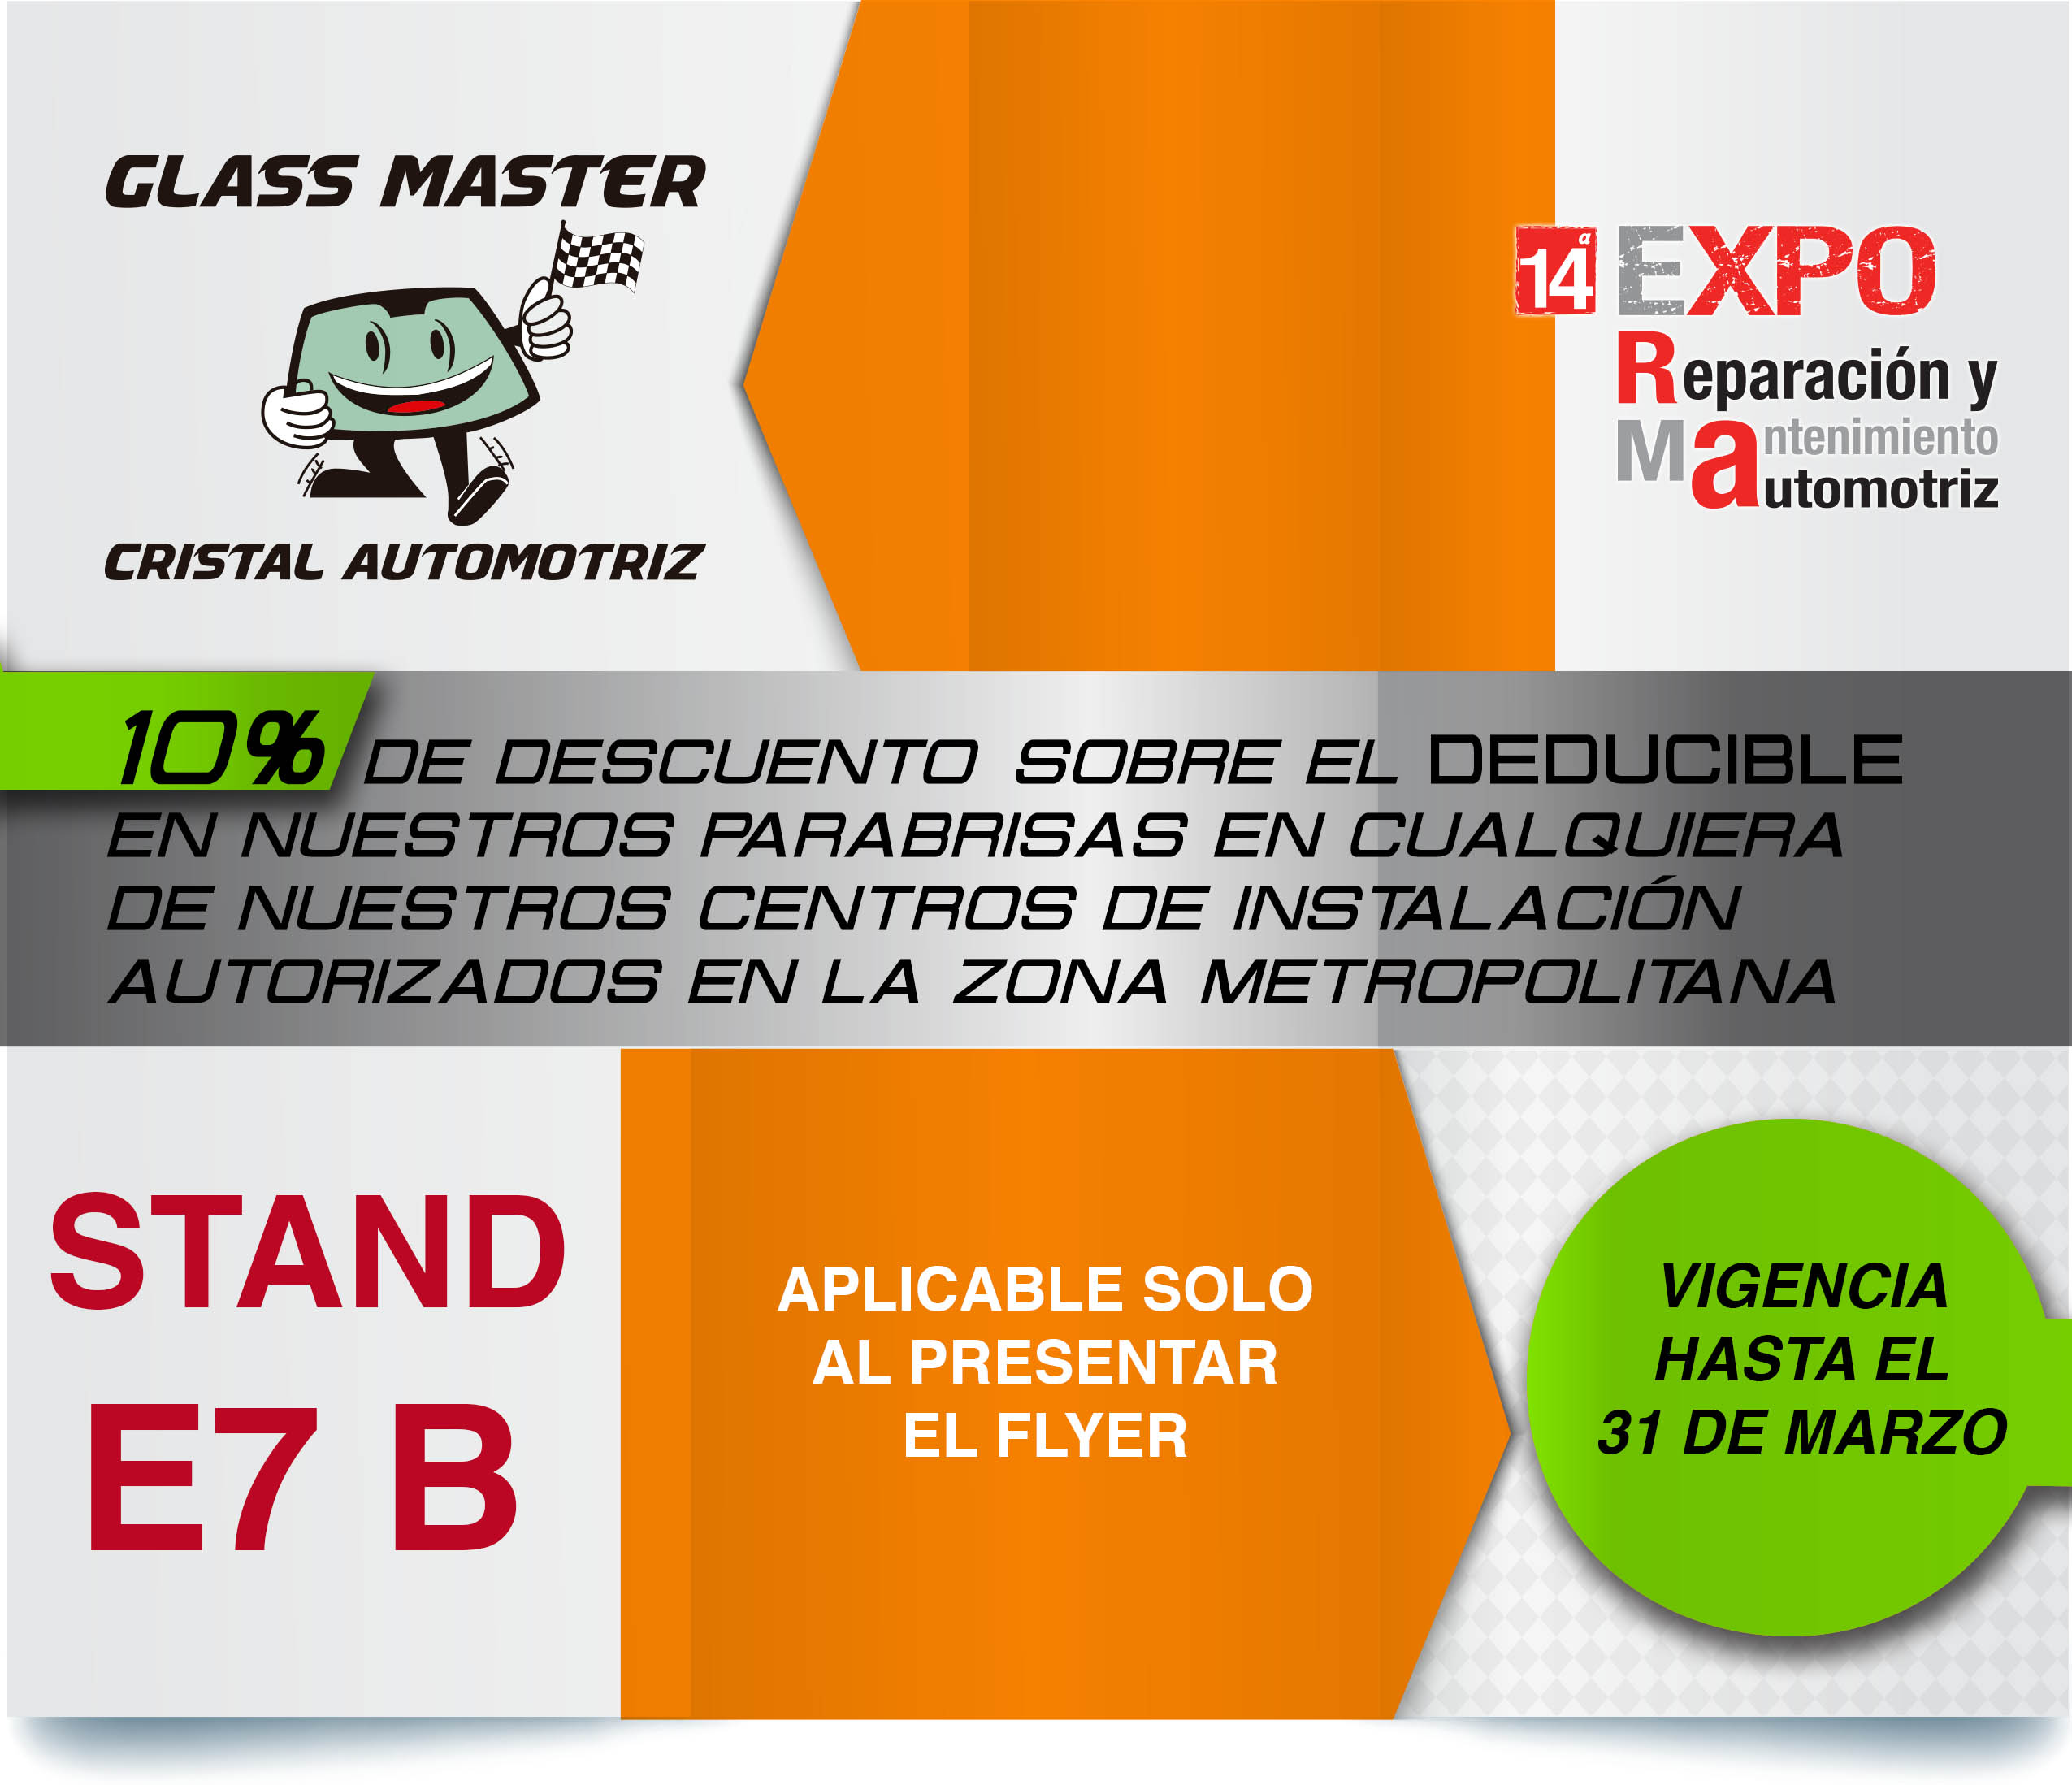 GLASS MASTER
CRISTAL AUTOMOTRIZ
14ª EXPO
Reparación y
Mantenimiento
automotriz
10% DE DESCUENTO SOBRE EL DEDUCIBLE
EN NUESTROS PARABRISAS EN CUALQUIERA
DE NUESTROS CENTROS DE INSTALACIÓN
AUTORIZADOS EN LA ZONA METROPOLITANA
STAND
E7 B
APLICABLE SOLO
AL PRESENTAR
EL FLYER
VIGENCIA
HASTA EL
31 DE MARZO